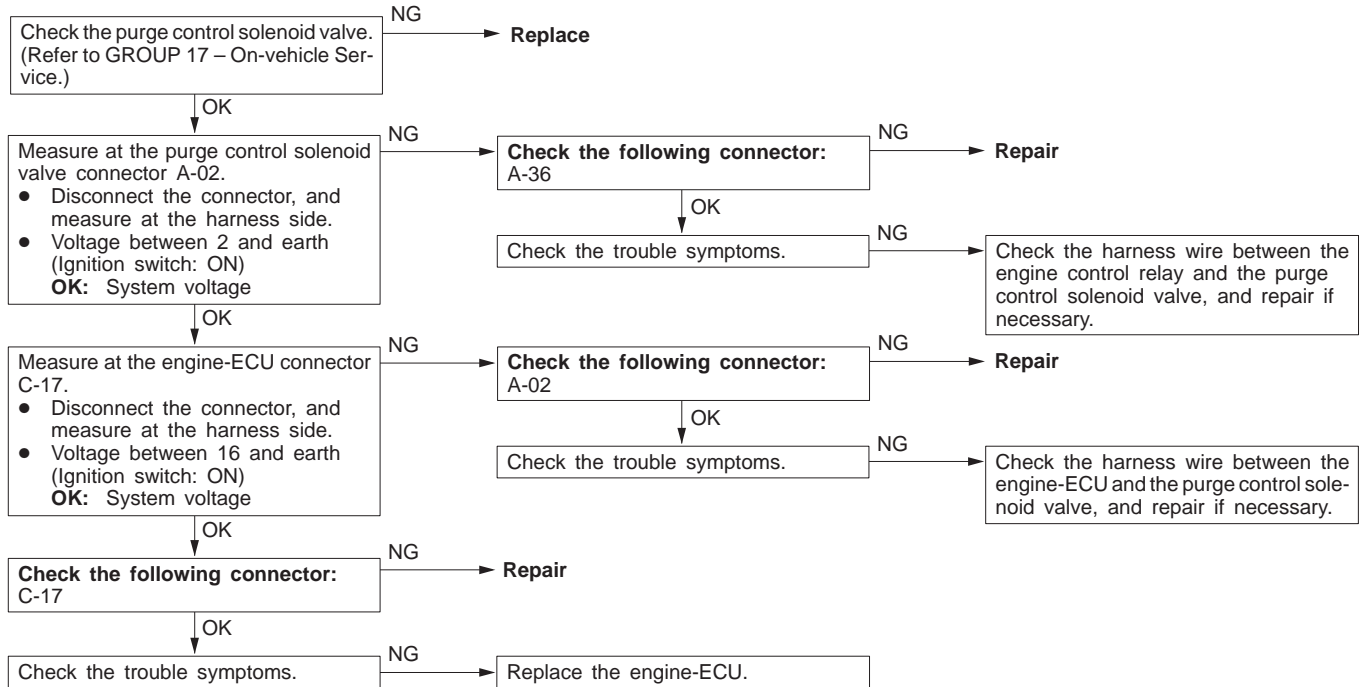 Check the purge control solenoid valve.
(Refer to GROUP 17 – On-vehicle Ser-
vice.)
NG
Replace
OK
Measure at the purge control solenoid
valve connector A-02.
● Disconnect the connector, and
measure at the harness side.
● Voltage between 2 and earth
(Ignition switch: ON)
OK: System voltage
NG
Check the following connector:
A-36
NG
Repair
OK
Check the trouble symptoms.
NG
Check the harness wire between the
engine control relay and the purge
control solenoid valve, and repair if
necessary.
OK
Measure at the engine-ECU connector
C-17.
● Disconnect the connector, and
measure at the harness side.
● Voltage between 16 and earth
(Ignition switch: ON)
OK: System voltage
NG
Check the following connector:
A-02
NG
Repair
OK
Check the trouble symptoms.
NG
Check the harness wire between the
engine-ECU and the purge control sole-
noid valve, and repair if necessary.
OK
Check the following connector:
C-17
NG
Repair
OK
Check the trouble symptoms.
NG
Replace the engine-ECU.